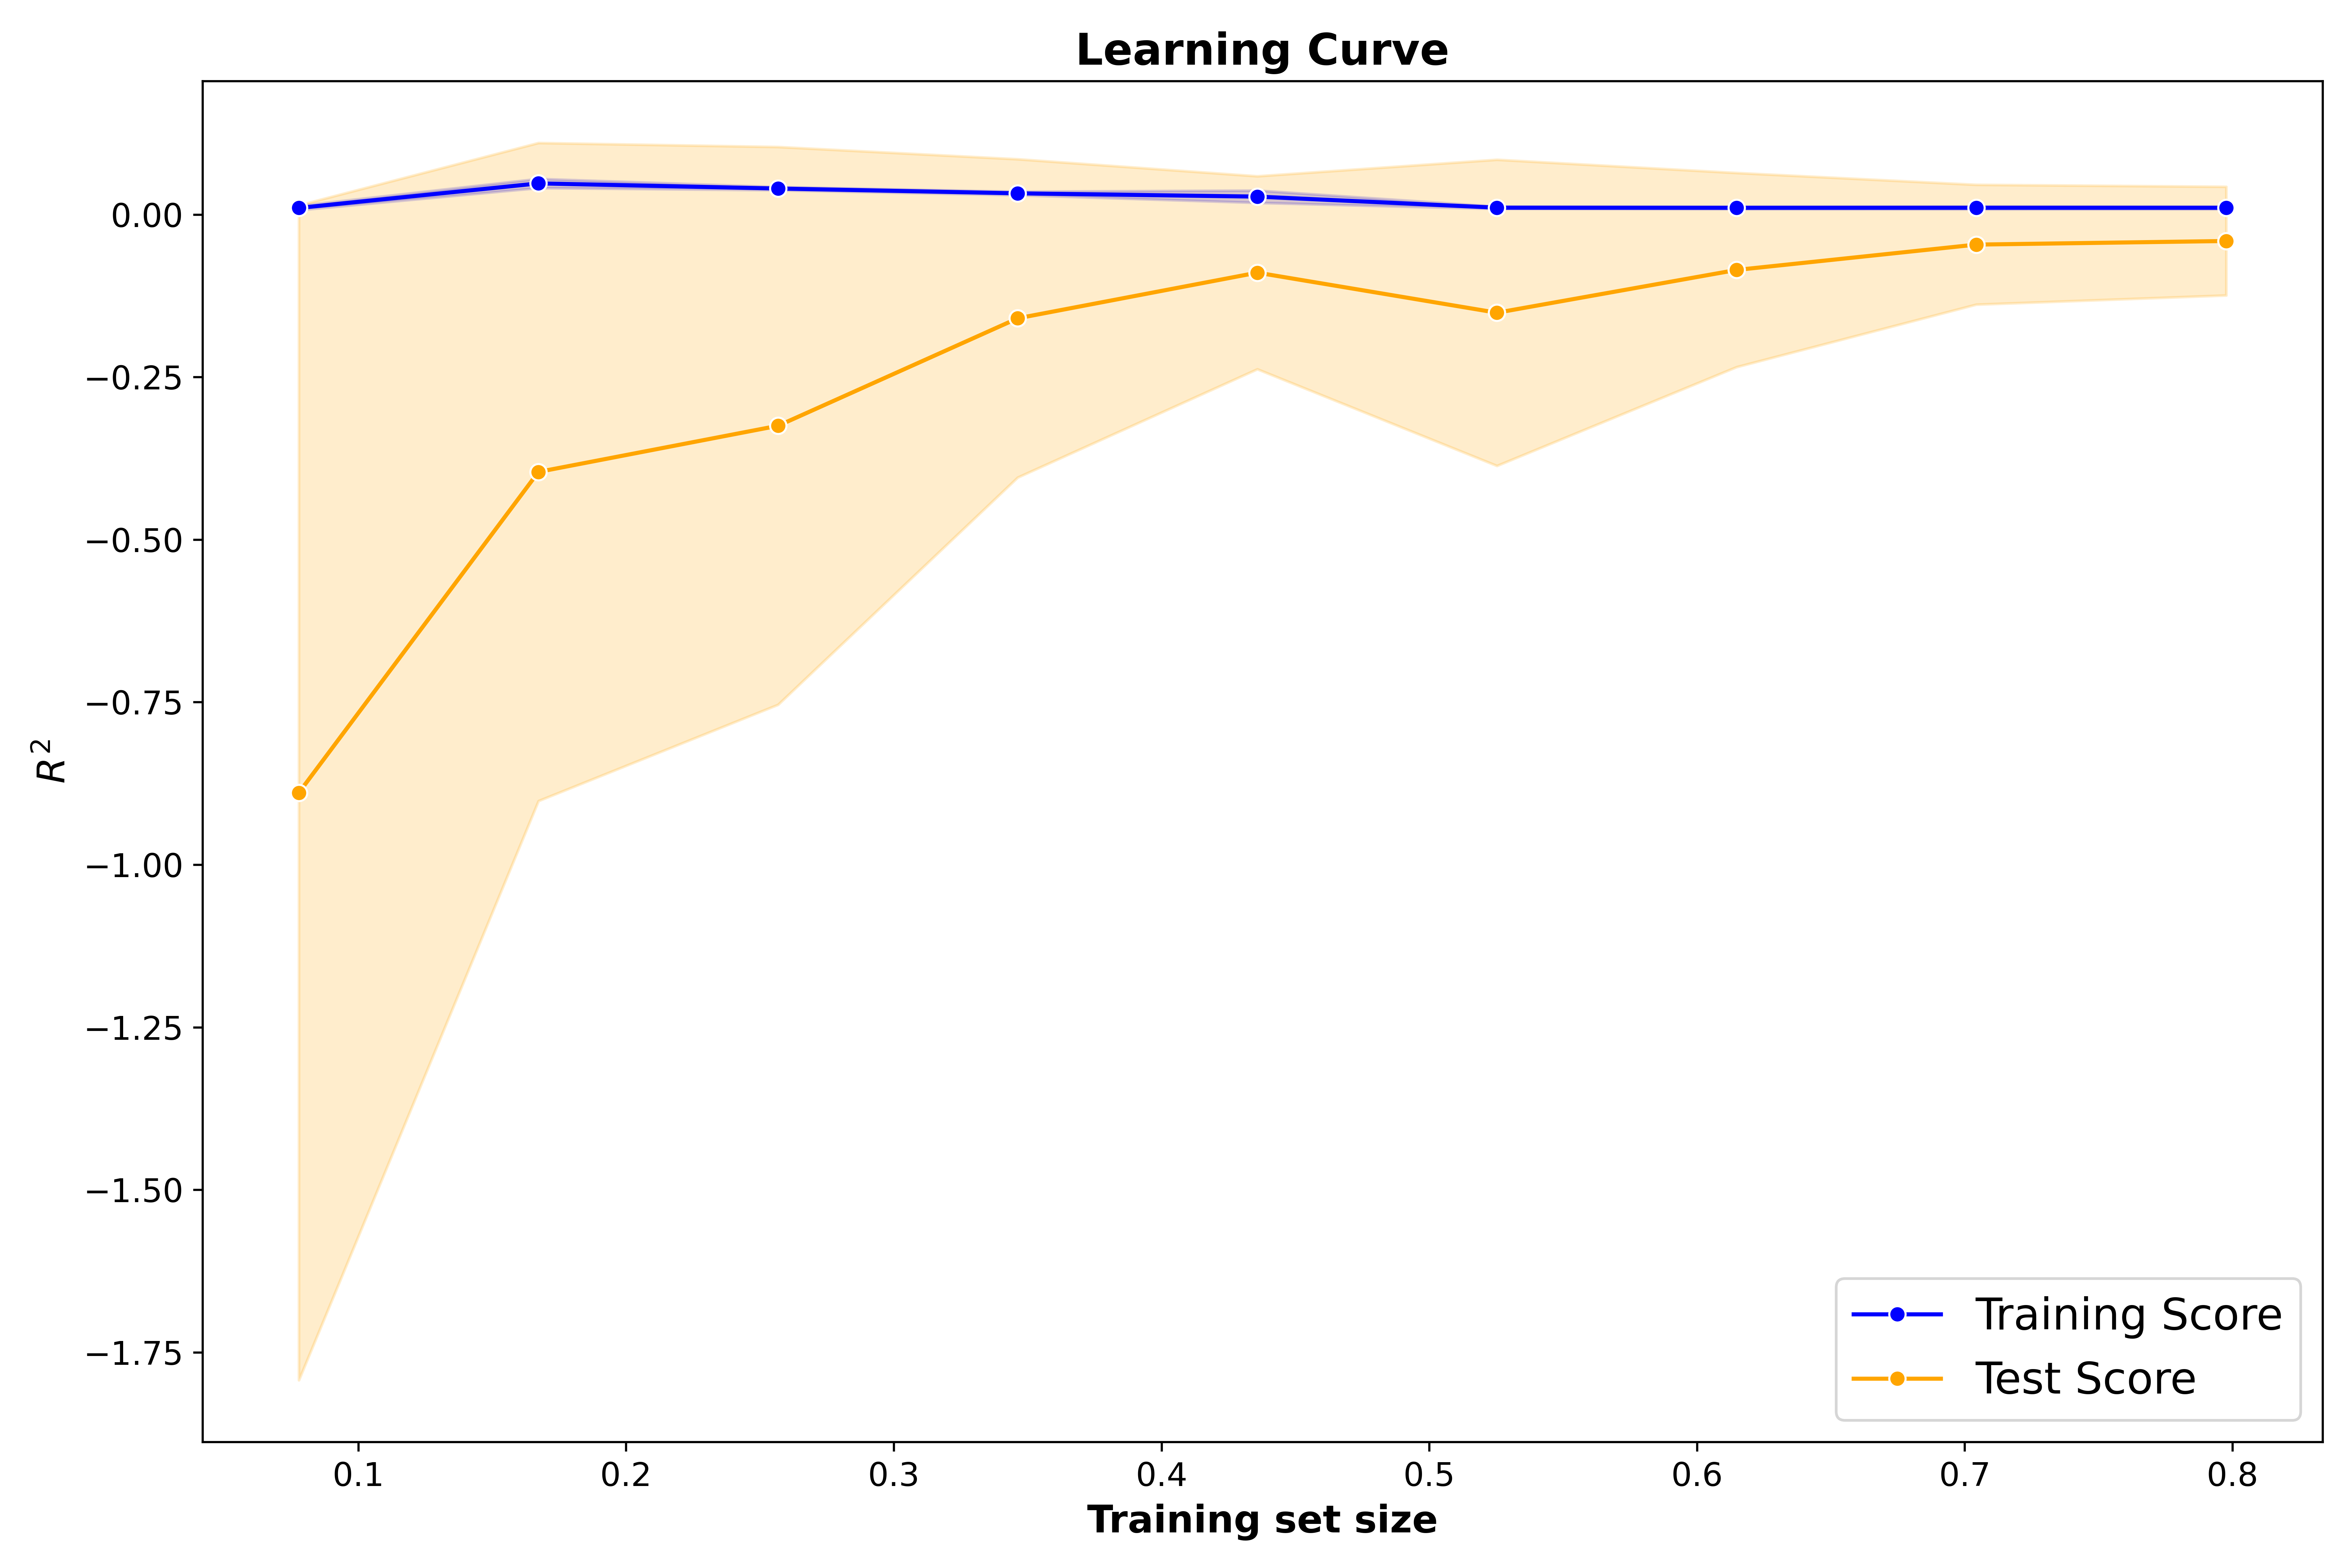 Learning Curve
0.00
−0.25
−0.50
−0.75
−1.00
−1.25
−1.50
−1.75
R²
0.1 0.2 0.3 0.4 0.5 0.6 0.7 0.8
Training set size
Training Score
Test Score